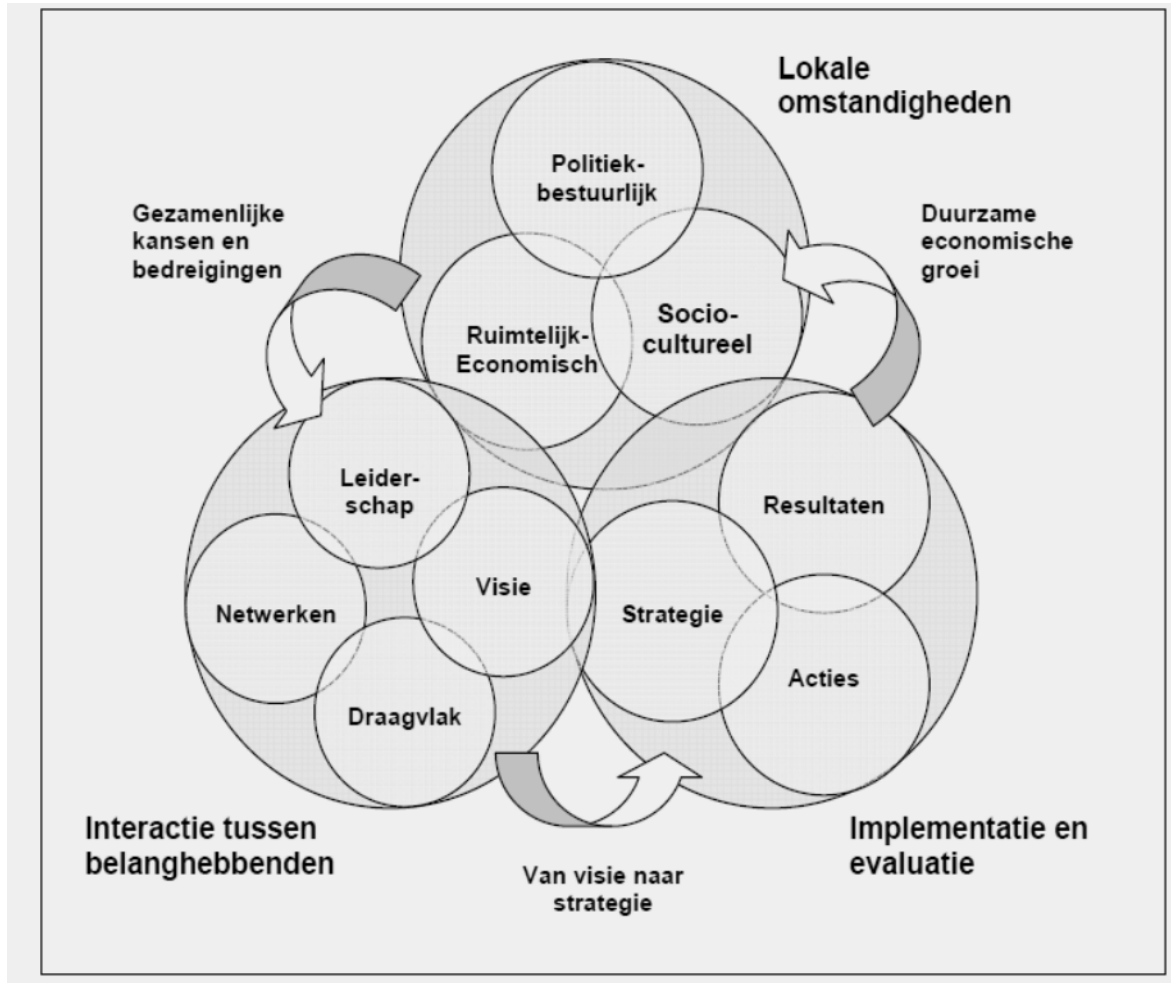 Lokale
omstandigheden
Politiek-
bestuurlijk
Gezamenlijke
kansen en
bedreigingen
Duurzame
economische
groei
Ruimtelijk-
Economisch
Socio-
cultureel
Leider-
schap
Netwerken
Visie
Draagvlak
Resultaten
Strategie
Acties
Interactie tussen
belanghebbenden
Van visie naar
strategie
Implementatie en
evaluatie